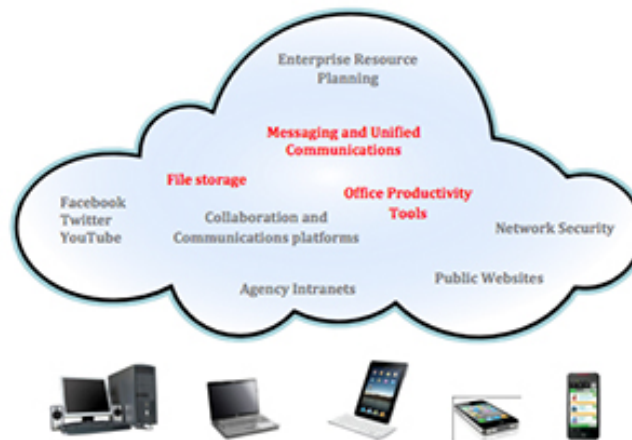 Enterprise Resource
Planning
Messaging and Unified
Communications
File storage
Office Productivity
Tools
Facebook
Twitter
YouTube
Collaboration and
Communications platforms
Network Security
Public Websites
Agency Intranets